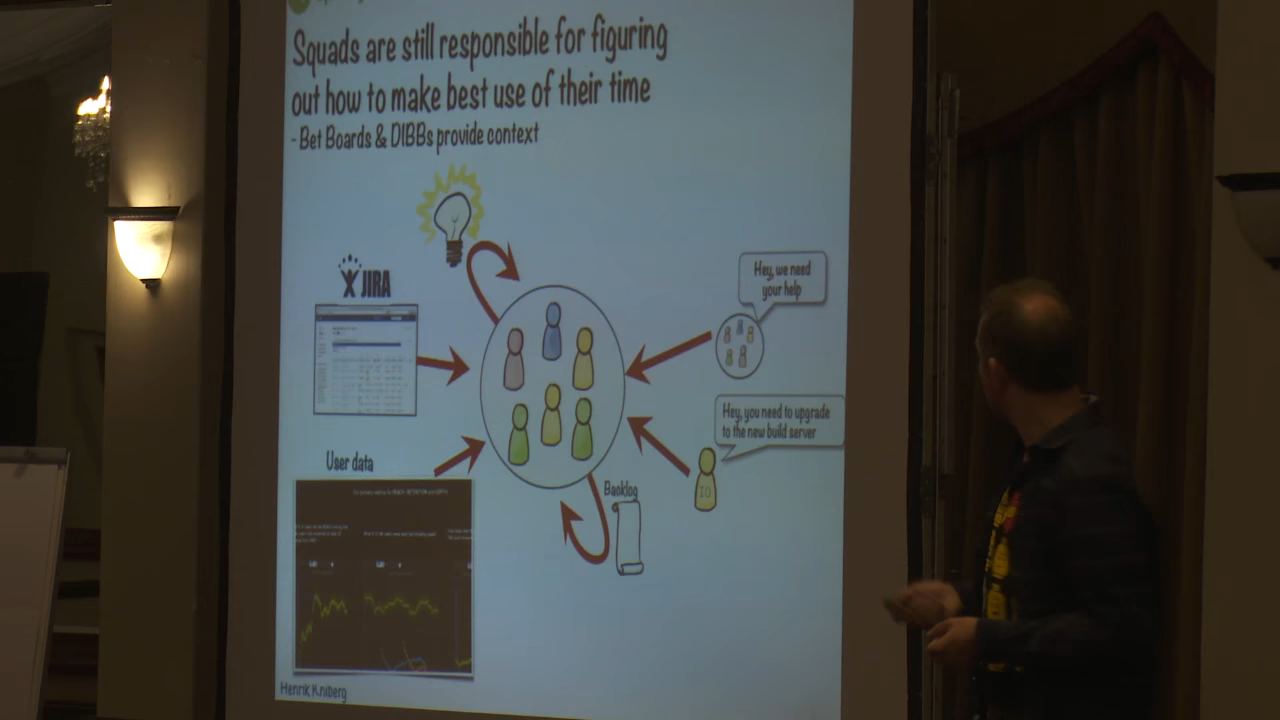 Squads are still responsible for figuring
out how to make best use of their time
- Bet Boards & DIBBs provide context
JIRA
Hey, we need
your help
Hey, you need to upgrade
to the new build server
IO
User data
Backlog
Henrik Kniberg